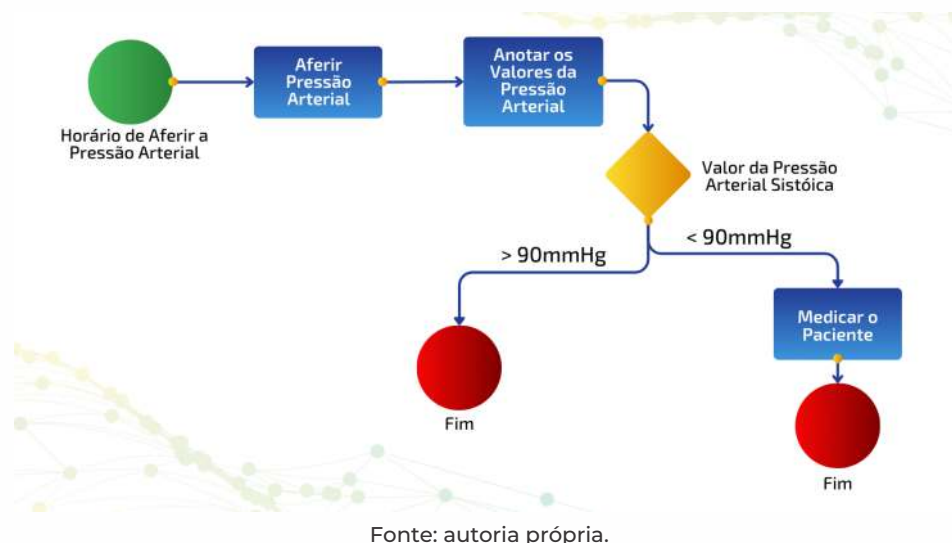 Horário de Aferir a
Pressão Arterial
Aferir
Pressão
Arterial
Anotar os
Valores da
Pressão
Arterial
Valor da Pressão
Arterial Sistóica
> 90mmHg
< 90mmHg
Medicar o
Paciente
Fim
Fim
Fonte: autoria própria.